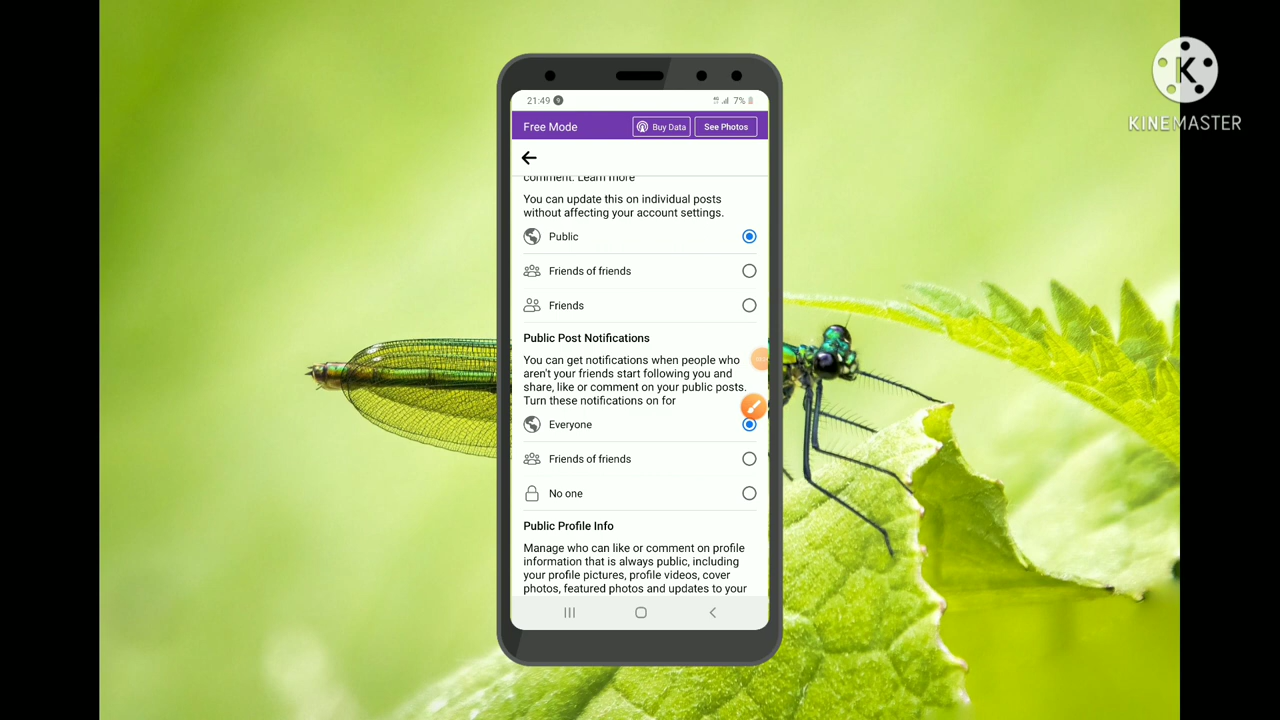 21:49
7%
Free Mode
Buy Data
See Photos
comment. Learn more
You can update this on individual posts
without affecting your account settings.
Public
Friends of friends
Friends
Public Post Notifications
You can get notifications when people who
aren't your friends start following you and
share, like or comment on your public posts.
Turn these notifications on for
Everyone
Friends of friends
No one
Public Profile Info
Manage who can like or comment on profile
information that is always public, including
your profile pictures, profile videos, cover
photos, featured photos and updates to your
K
KINEMASTER